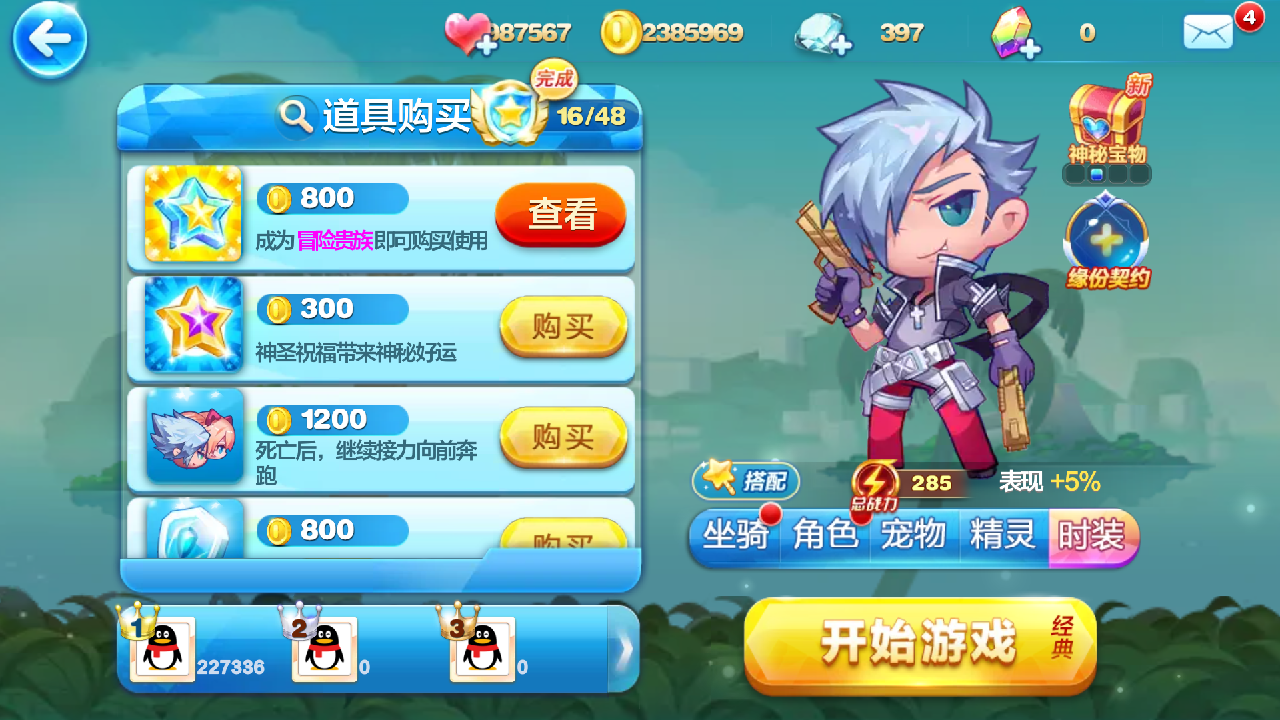 987567
2385969
397
0
4
道具购买
完成
16/48
800
成为冒险贵族即可购买使用
查看
300
神圣祝福带来神秘好运
购买
1200
死亡后，继续接力向前奔
跑
购买
800
购买
1
227336
2
0
3
0
新
神秘宝物
缘份契约
搭配
总战力
285
表现 +5%
坐骑
角色
宠物
精灵
时装
开始游戏
经典